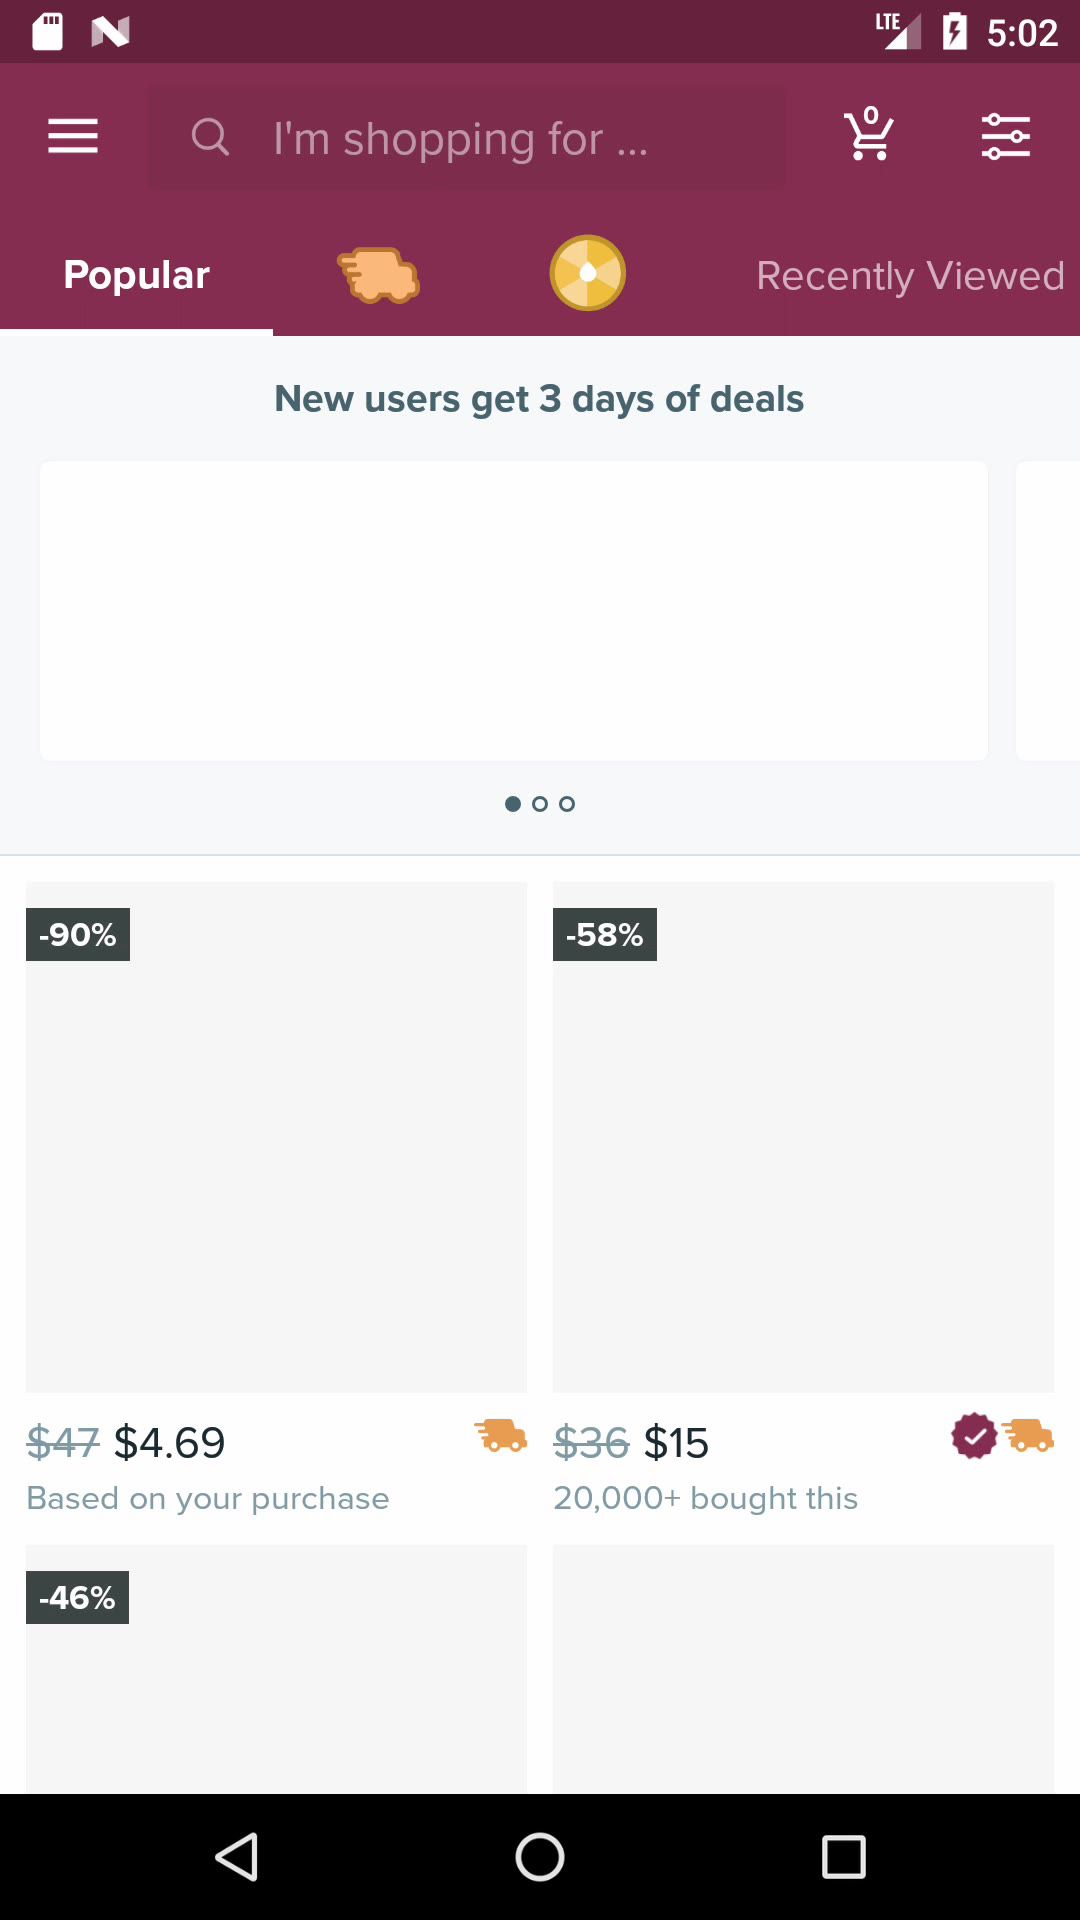 LTE 5:02
I'm shopping for ...
0
Popular
Recently Viewed
New users get 3 days of deals
-90%
-58%
$47 $4.69
$36 $15
Based on your purchase
20,000+ bought this
-46%